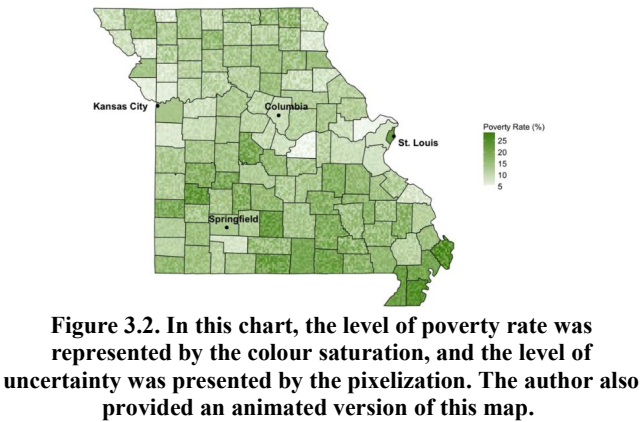 Kansas City
Columbia
St. Louis
Springfield
Poverty Rate (%)
25
20
15
10
5
Figure 3.2. In this chart, the level of poverty rate was
represented by the colour saturation, and the level of
uncertainty was presented by the pixelization. The author also
provided an animated version of this map.